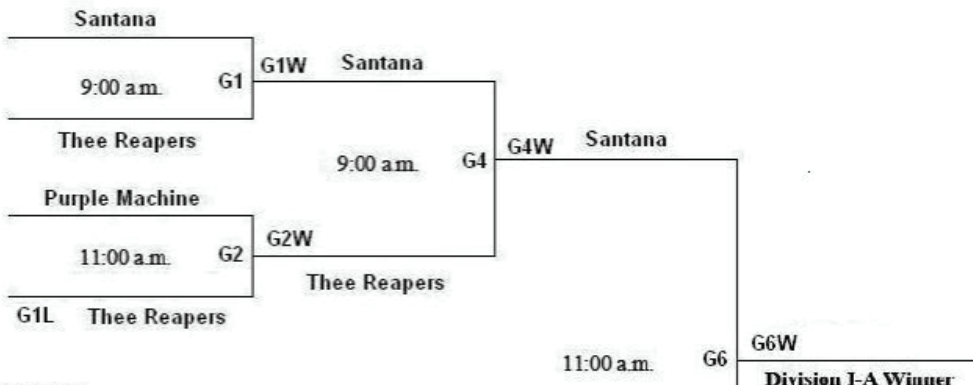 Santana
9:00 a.m.
G1
G1W
Santana
Thee Reapers
9:00 a.m.
G4
G4W
Santana
Purple Machine
11:00 a.m.
G2
G2W
Thee Reapers
G1L
Thee Reapers
11:00 a.m.
G6
G6W
Division I-A Winner